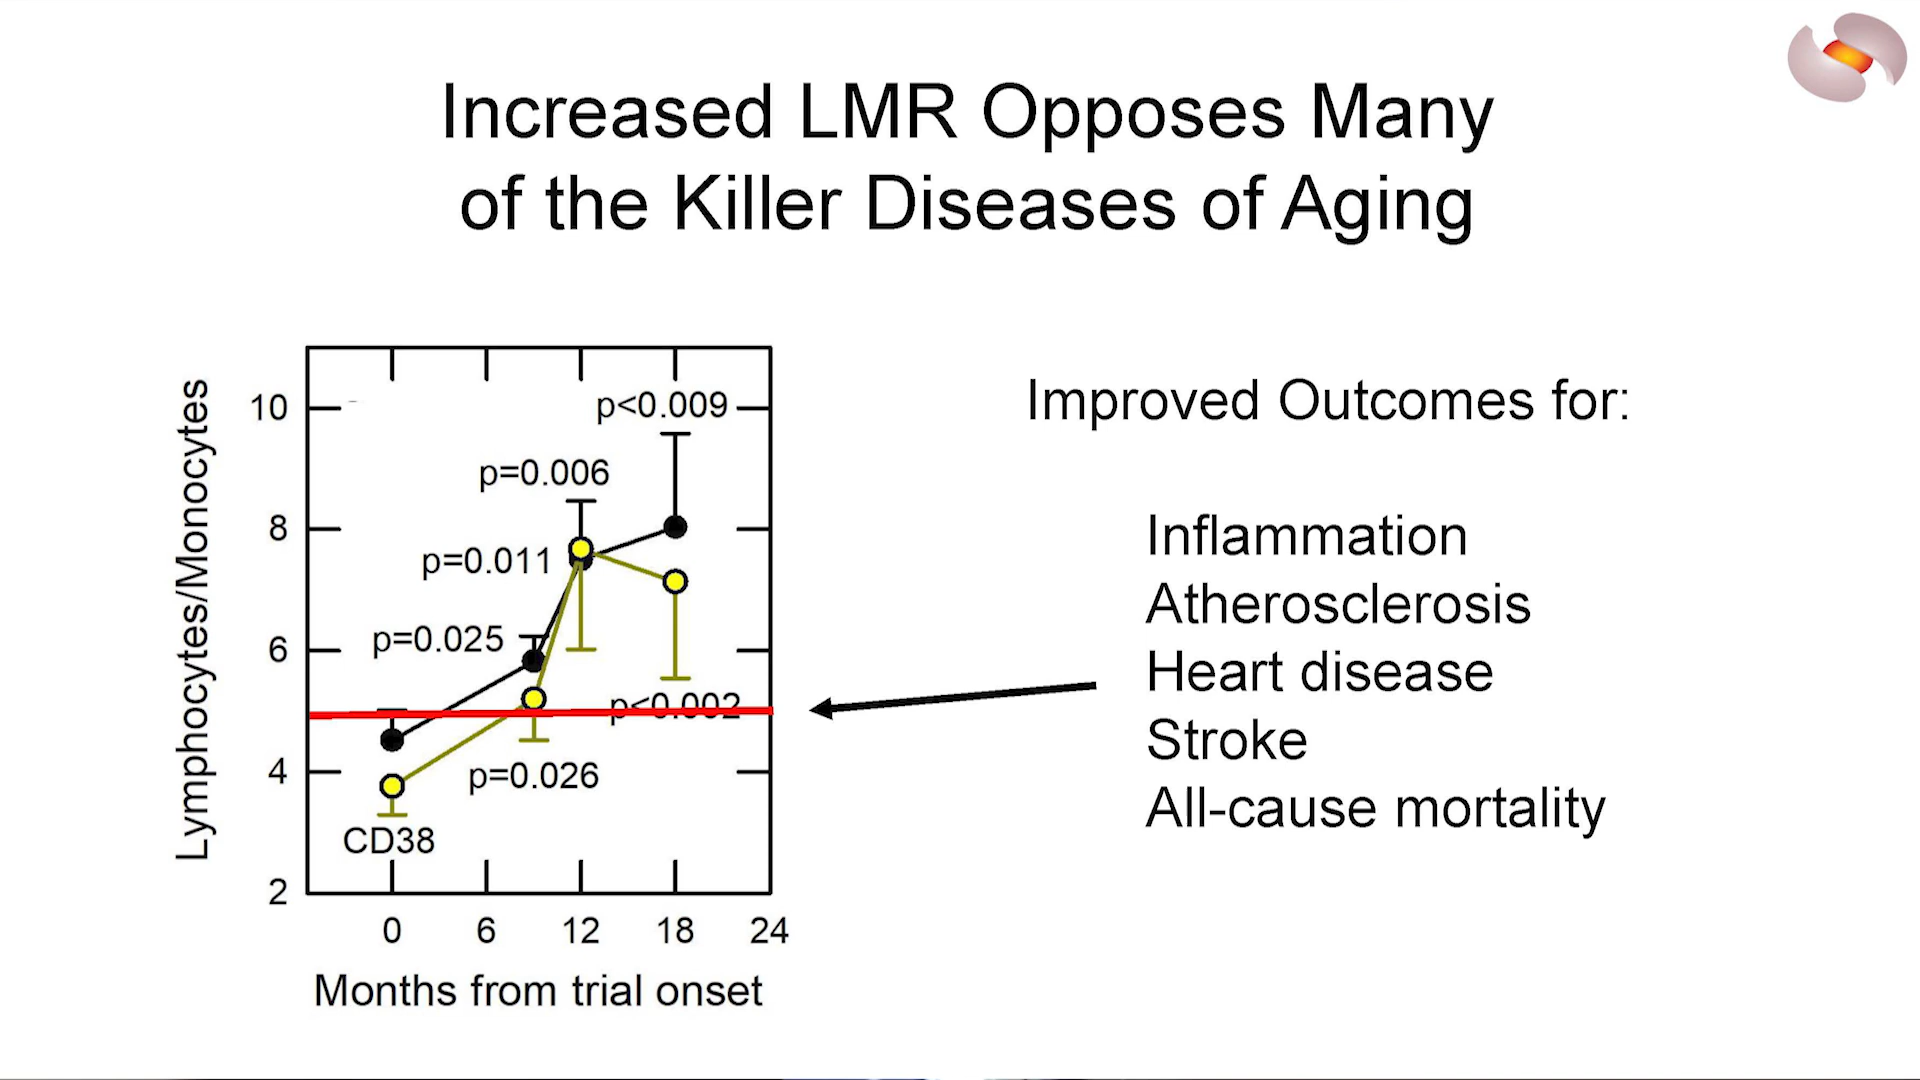 Increased LMR Opposes Many
of the Killer Diseases of Aging
Lymphocytes/Monocytes
10
8
6
4
2
p<0.009
p=0.006
p=0.011
p=0.025
p<0.002
p=0.026
CD38
0 6 12 18 24
Months from trial onset
Improved Outcomes for:
Inflammation
Atherosclerosis
Heart disease
Stroke
All-cause mortality